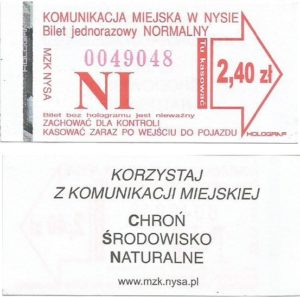 KOMUNIKACJA MIEJSKA W NYSIE
Bilet jednorazowy NORMALNY
HOLOGRAM
MZK NYSA
0049048
NI
Tu kasować
2,40 zł
Bilet bez hologramu jest nieważny
ZACHOWAĆ DLA KONTROLI
KASOWAĆ ZARAZ PO WEJŚCIU DO POJAZDU
HOLOGRAF
KORZYSTAJ
Z KOMUNIKACJI MIEJSKIEJ
CHROŃ
ŚRODOWISKO
NATURALNE
www.mzk.nysa.pl